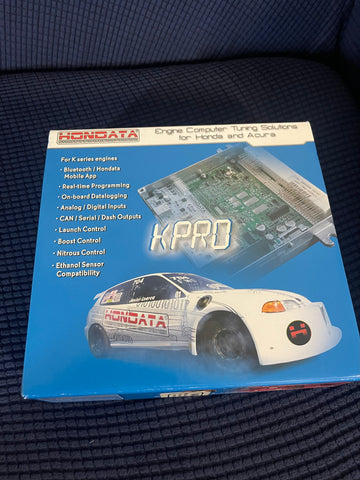 HONDATA
Engine Computer Tuning Solutions
for Honda and Acura
For K series engines
· Bluetooth / Hondata
Mobile App
· Real-time Programming
· On-board Datalogging
· Analog / Digital Inputs
· CAN / Serial / Dash Outputs
· Launch Control
· Boost Control
· Nitrous Control
· Ethanol Sensor
Compatibility
KPRO
HONDATA
H